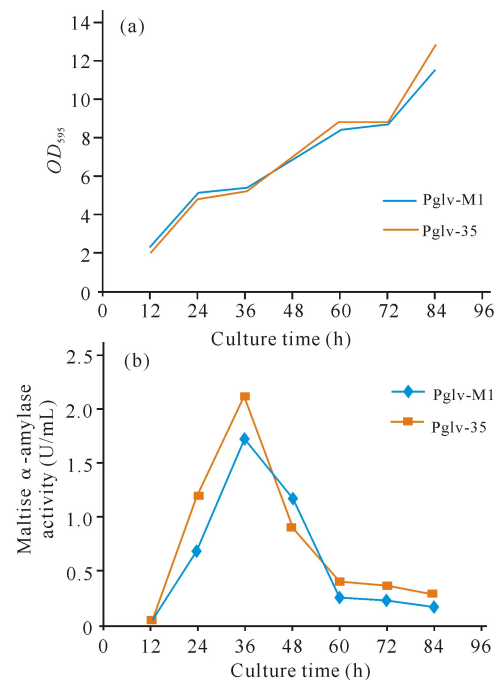 (a)
14
12
10
8
6
4
2
0
OD595
Pglv-M1
Pglv-35
0 12 24 36 48 60 72 84 96
Culture time (h)
(b)
2.5
2.0
1.5
1.0
0.5
0
Maltise α-amylase
activity (U/mL)
Pglv-M1
Pglv-35
0 12 24 36 48 60 72 84 96
Culture time (h)